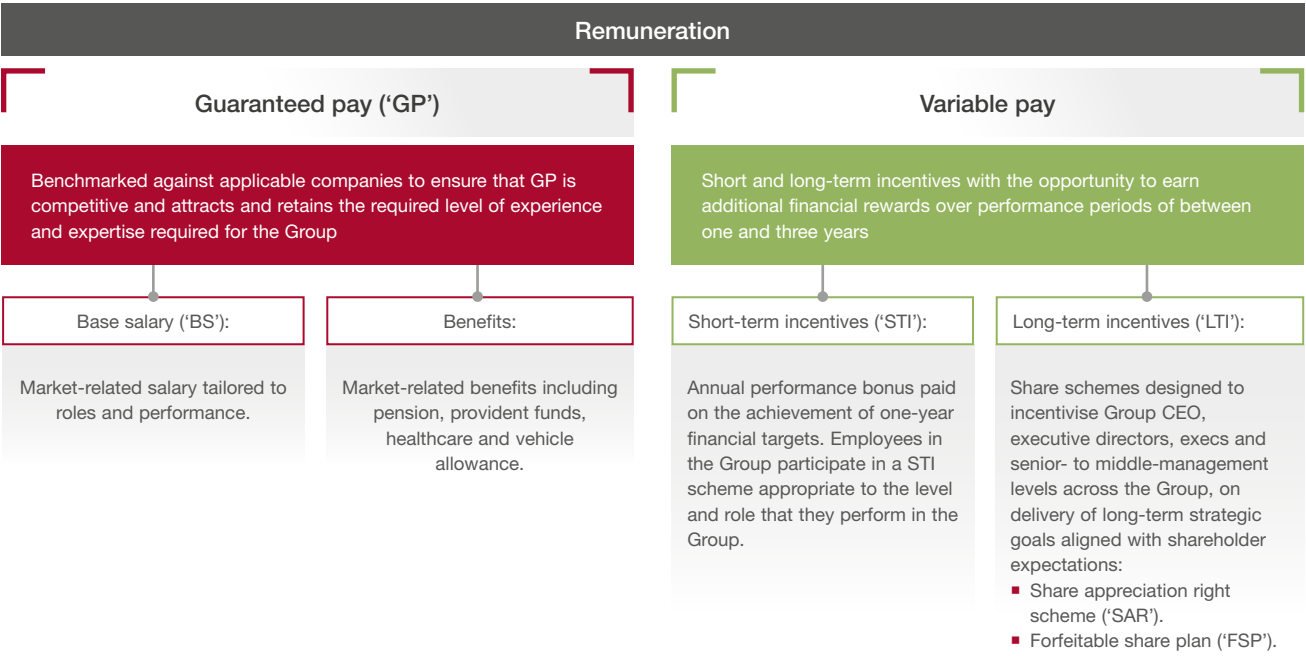 Remuneration
Guaranteed pay (‘GP’)
Benchmarked against applicable companies to ensure that GP is
competitive and attracts and retains the required level of experience
and expertise required for the Group
Base salary (‘BS’):
Market-related salary tailored to
roles and performance.
Benefits:
Market-related benefits including
pension, provident funds,
healthcare and vehicle
allowance.
Variable pay
Short and long-term incentives with the opportunity to earn
additional financial rewards over performance periods of between
one and three years
Short-term incentives (‘STI’):
Annual performance bonus paid
on the achievement of one-year
financial targets. Employees in
the Group participate in a STI
scheme appropriate to the level
and role that they perform in the
Group.
Long-term incentives (‘LTI’):
Share schemes designed to
incentivise Group CEO,
executive directors, execs and
senior- to middle-management
levels across the Group, on
delivery of long-term strategic
goals aligned with shareholder
expectations:
▪ Share appreciation right
scheme (‘SAR’).
▪ Forfeitable share plan (‘FSP’).